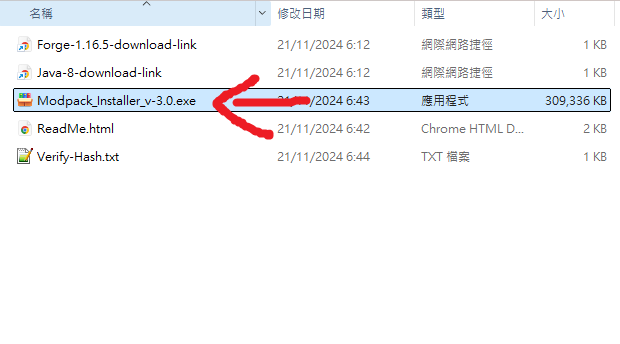 名稱 修改日期 類型 大小
Forge-1.16.5-download-link 21/11/2024 6:12 網際網路捷徑 1 KB
Java-8-download-link 21/11/2024 6:12 網際網路捷徑 1 KB
Modpack_Installer_v-3.0.exe 21/11/2024 6:43 應用程式 309,336 KB
ReadMe.html 21/11/2024 6:42 Chrome HTML D... 2 KB
Verify-Hash.txt 21/11/2024 6:44 TXT 檔案 1 KB